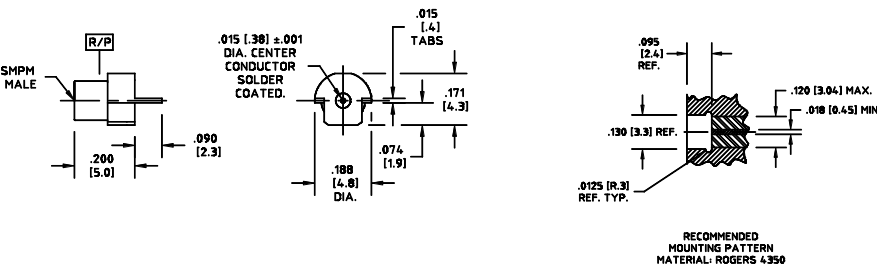 R/P
SMPM
MALE
.200
[5.0]
.090
[2.3]
.015 [.38] ±.001
DIA. CENTER
CONDUCTOR
SOLDER
COATED.
.015
[.4]
TABS
.171
[4.3]
.074
[1.9]
.188
[4.8]
DIA.
.095
[2.4]
REF.
.120 [3.04] MAX.
.018 [0.45] MIN
.130 [3.3] REF.
.0125 [R.3]
REF. TYP.
RECOMMENDED
MOUNTING PATTERN
MATERIAL: ROGERS 4350